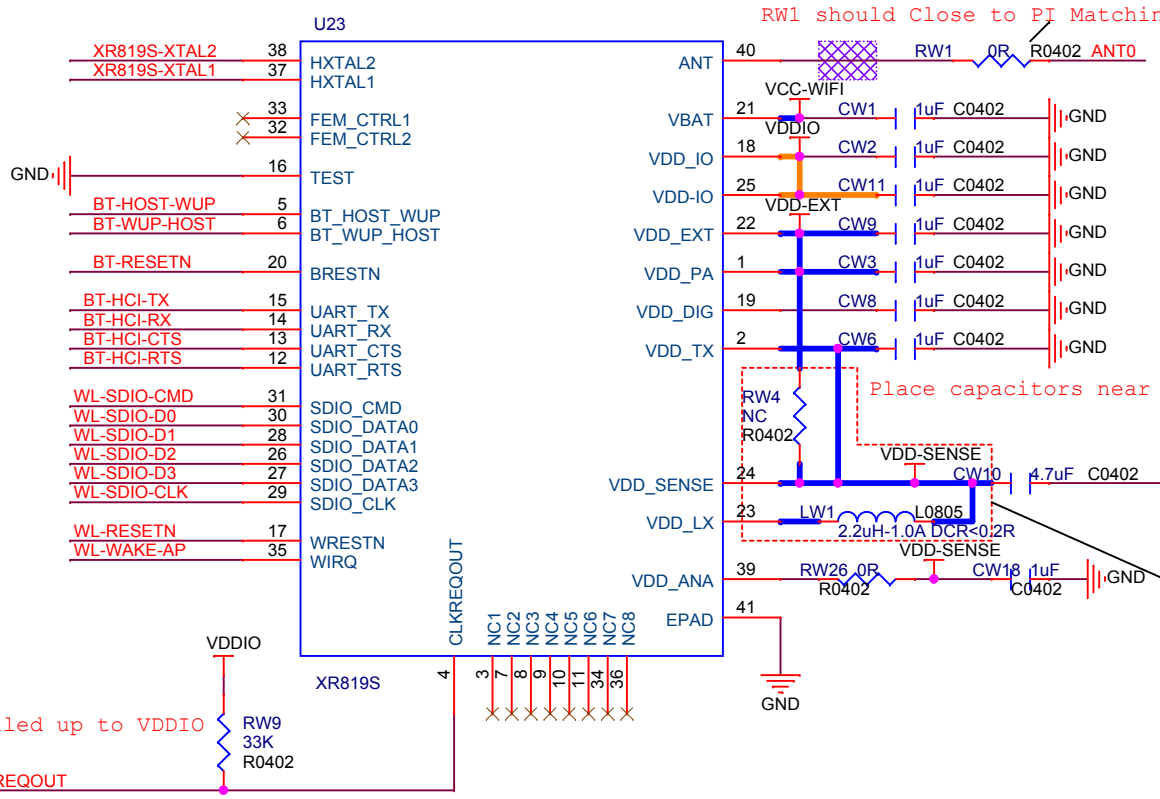 RW1 should Close to PI Matchin
U23
XR819S-XTAL2 38 HXTAL2
XR819S-XTAL1 37 HXTAL1
33 FEM_CTRL1
32 FEM_CTRL2
GND 16 TEST
BT-HOST-WUP 5 BT_HOST_WUP
BT-WUP-HOST 6 BT_WUP_HOST
BT-RESETN 20 BRESTN
BT-HCI-TX 15 UART_TX
BT-HCI-RX 14 UART_RX
BT-HCI-CTS 13 UART_CTS
BT-HCI-RTS 12 UART_RTS
WL-SDIO-CMD 31 SDIO_CMD
WL-SDIO-D0 30 SDIO_DATA0
WL-SDIO-D1 28 SDIO_DATA1
WL-SDIO-D2 26 SDIO_DATA2
WL-SDIO-D3 27 SDIO_DATA3
WL-SDIO-CLK 29 SDIO_CLK
WL-RESETN 17 WRESTN
WL-WAKE-AP 35 WIRQ
ANT 40 RW1 0R R0402 ANT0
VCC-WIFI
VBAT 21 CW1 1uF C0402 GND
VDDIO
VDD_IO 18 CW2 1uF C0402 GND
VDD-IO 25 CW11 1uF C0402 GND
VDD-EXT
VDD_EXT 22 CW9 1uF C0402 GND
VDD_PA 1 CW3 1uF C0402 GND
VDD_DIG 19 CW8 1uF C0402 GND
VDD_TX 2 CW6 1uF C0402 GND
Place capacitors near
RW4
NC
R0402
VDD-SENSE
VDD_SENSE 24 CW10 4.7uF C0402
VDD_LX 23 LW1 L0805
2.2uH-1.0A DCR<0.2R
VDD-SENSE
VDD_ANA 39 RW26 0R R0402 CW18 1uF C0402 GND
EPAD 41
GND
CLKREQOUT NC1 NC2 NC3 NC4 NC5 NC6 NC7 NC8
4 3 7 8 9 10 11 34 36
XR819S
VDDIO
lled up to VDDIO
RW9
33K
R0402
REQOUT